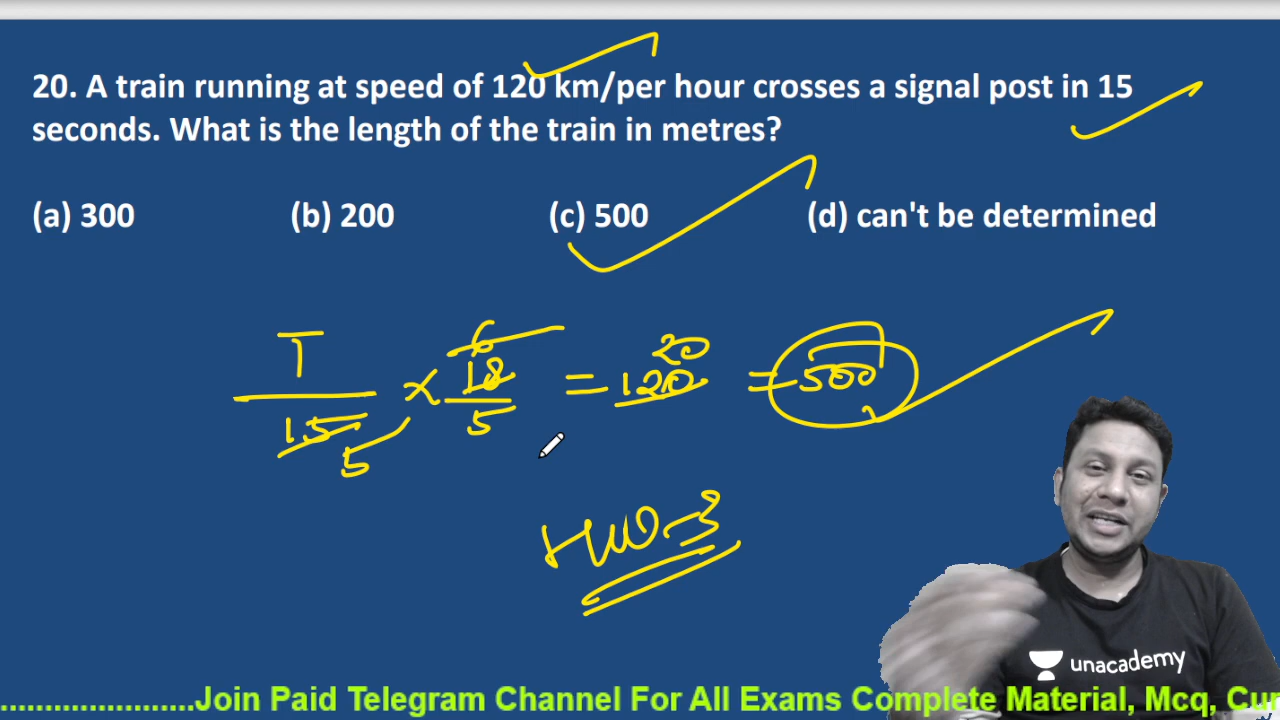 20. A train running at speed of 120 km/per hour crosses a signal post in 15
seconds. What is the length of the train in metres?
(a) 300 (b) 200 (c) 500 (d) can't be determined
6 20
T × 18 = 120 = 500
15 5
5
unacademy
.......................Join Paid Telegram Channel For All Exams Complete Material, Mcq, Cur